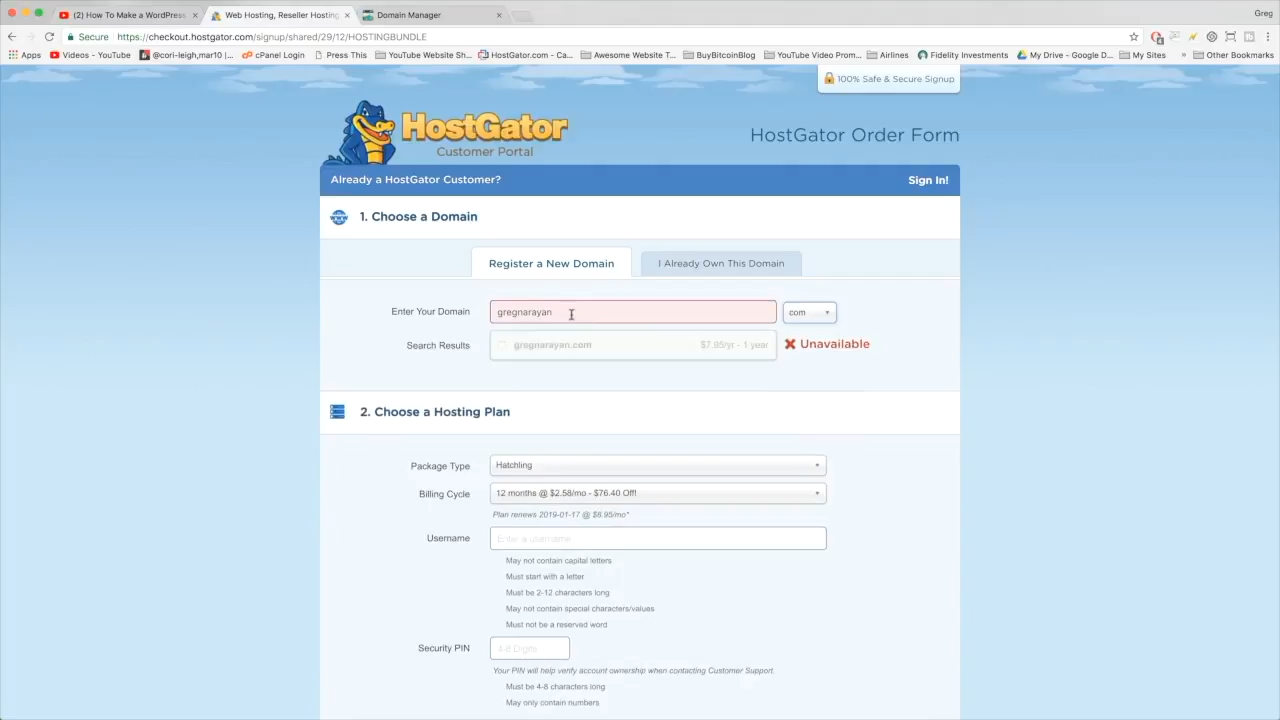 (2) How To Make a WordPress
Web Hosting, Reseller Hosting
Domain Manager
Greg
Secure
https://checkout.hostgator.com/signup/shared/29/12/HOSTINGBUNDLE
Apps
Videos - YouTube
@cori-leigh_mar10 |...
cPanel Login
Press This
YouTube Website Sh...
HostGator.com - Ca...
Awesome Website T...
BuyBitcoinBlog
YouTube Video Prom...
Airlines
Fidelity Investments
My Drive - Google D...
My Sites
»
Other Bookmarks
100% Safe & Secure Signup
HostGator
Customer Portal
HostGator Order Form
Already a HostGator Customer?
Sign In!
1. Choose a Domain
Register a New Domain
I Already Own This Domain
Enter Your Domain
gregnarayan
com
Search Results
gregnarayan.com
$7.95/yr - 1 year
Unavailable
2. Choose a Hosting Plan
Package Type
Hatchling
Billing Cycle
12 months @ $2.58/mo - $76.40 Off!
Plan renews 2019-01-17 @ $8.95/mo*
Username
Enter a username
May not contain capital letters
Must start with a letter
Must be 2-12 characters long
May not contain special characters/values
Must not be a reserved word
Security PIN
4-8 Digits
Your PIN will help verify account ownership when contacting Customer Support.
Must be 4-8 characters long
May only contain numbers